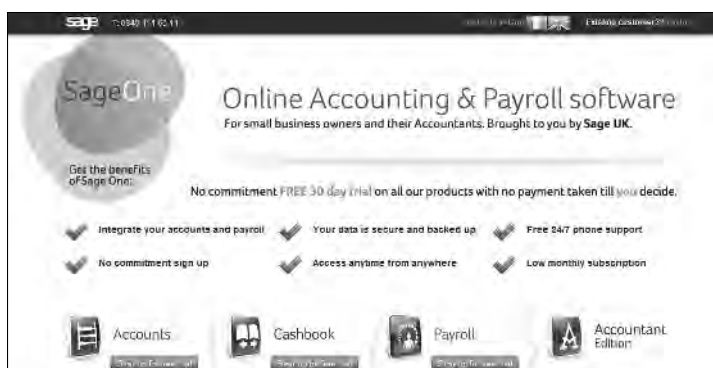 sage
SageOne
Online Accounting & Payroll software
For small business owners and their Accountants. Brought to you by Sage UK.
Get the benefits
of Sage One:
No commitment FREE 30 day trial on all our products with no payment taken till you decide.
Integrate your accounts and payroll Your data is secure and backed up Free 24/7 phone support
No commitment sign up Access anytime from anywhere Low monthly subscription
Accounts Cashbook Payroll Accountant
Edition